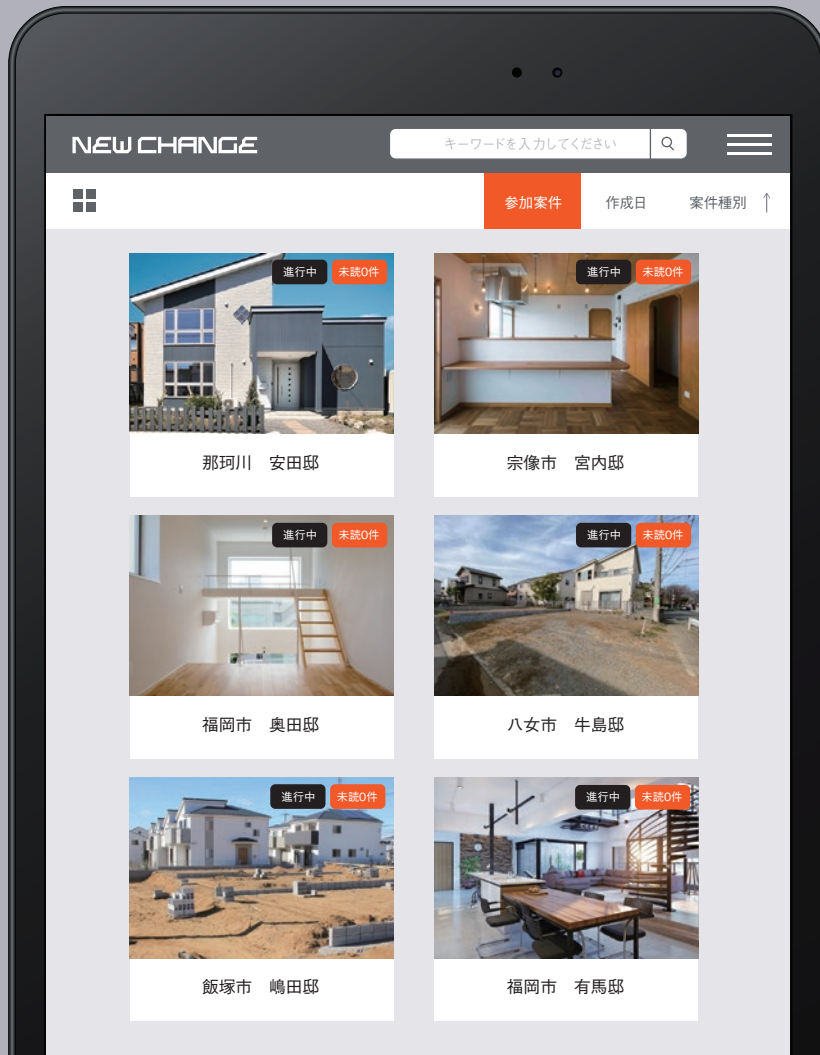 NEW CHANGE
キーワードを入力してください
参加案件 作成日 案件種別 ↑
進行中 未読0件
進行中 未読0件
那珂川　安田邸
宗像市　宮内邸
進行中 未読0件
進行中 未読0件
福岡市　奥田邸
八女市　牛島邸
進行中 未読0件
進行中 未読0件
飯塚市　嶋田邸
福岡市　有馬邸